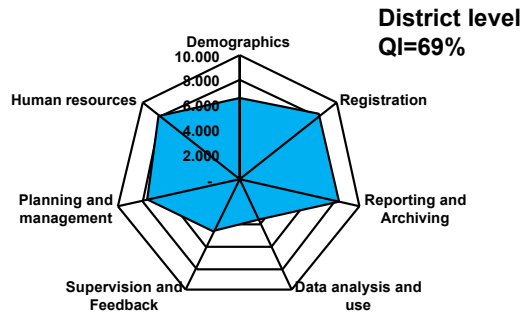 District level
QI=69%
Demographics
10.000
8.000
6.000
4.000
2.000
-
Registration
Reporting and
Archiving
Data analysis and
use
Supervision and
Feedback
Planning and
management
Human resources